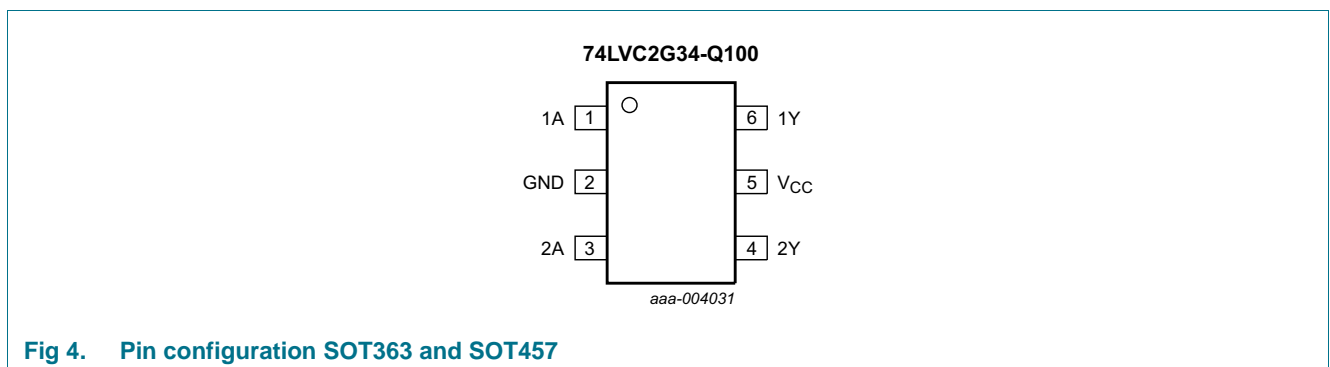 74LVC2G34-Q100
1A 1 6 1Y
GND 2 5 VCC
2A 3 4 2Y
aaa-004031
Fig 4. Pin configuration SOT363 and SOT457